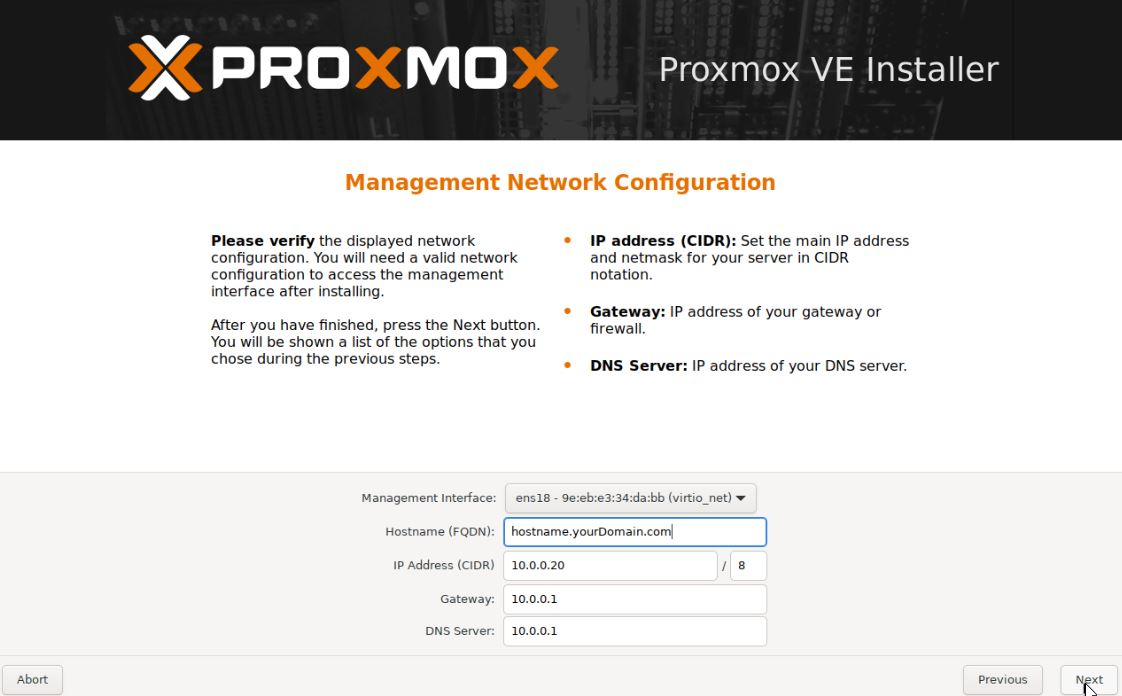 PROXMOX
Proxmox VE Installer
LL
Management Network Configuration
Please verify the displayed network
configuration. You will need a valid network
configuration to access the management
interface after installing.
After you have finished, press the Next button.
You will be shown a list of the options that you
chose during the previous steps.
IP address (CIDR): Set the main IP address
and netmask for your server in CIDR
notation.
Gateway: IP address of your gateway or
firewall.
DNS Server: IP address of your DNS server.
Management Interface: ens18 - 9e:eb:e3:34:da:bb (virtio_net)
Hostname (FQDN): hostname.yourDomain.com
IP Address (CIDR) 10.0.0.20 / 8
Gateway: 10.0.0.1
DNS Server: 10.0.0.1
Abort Previous Next